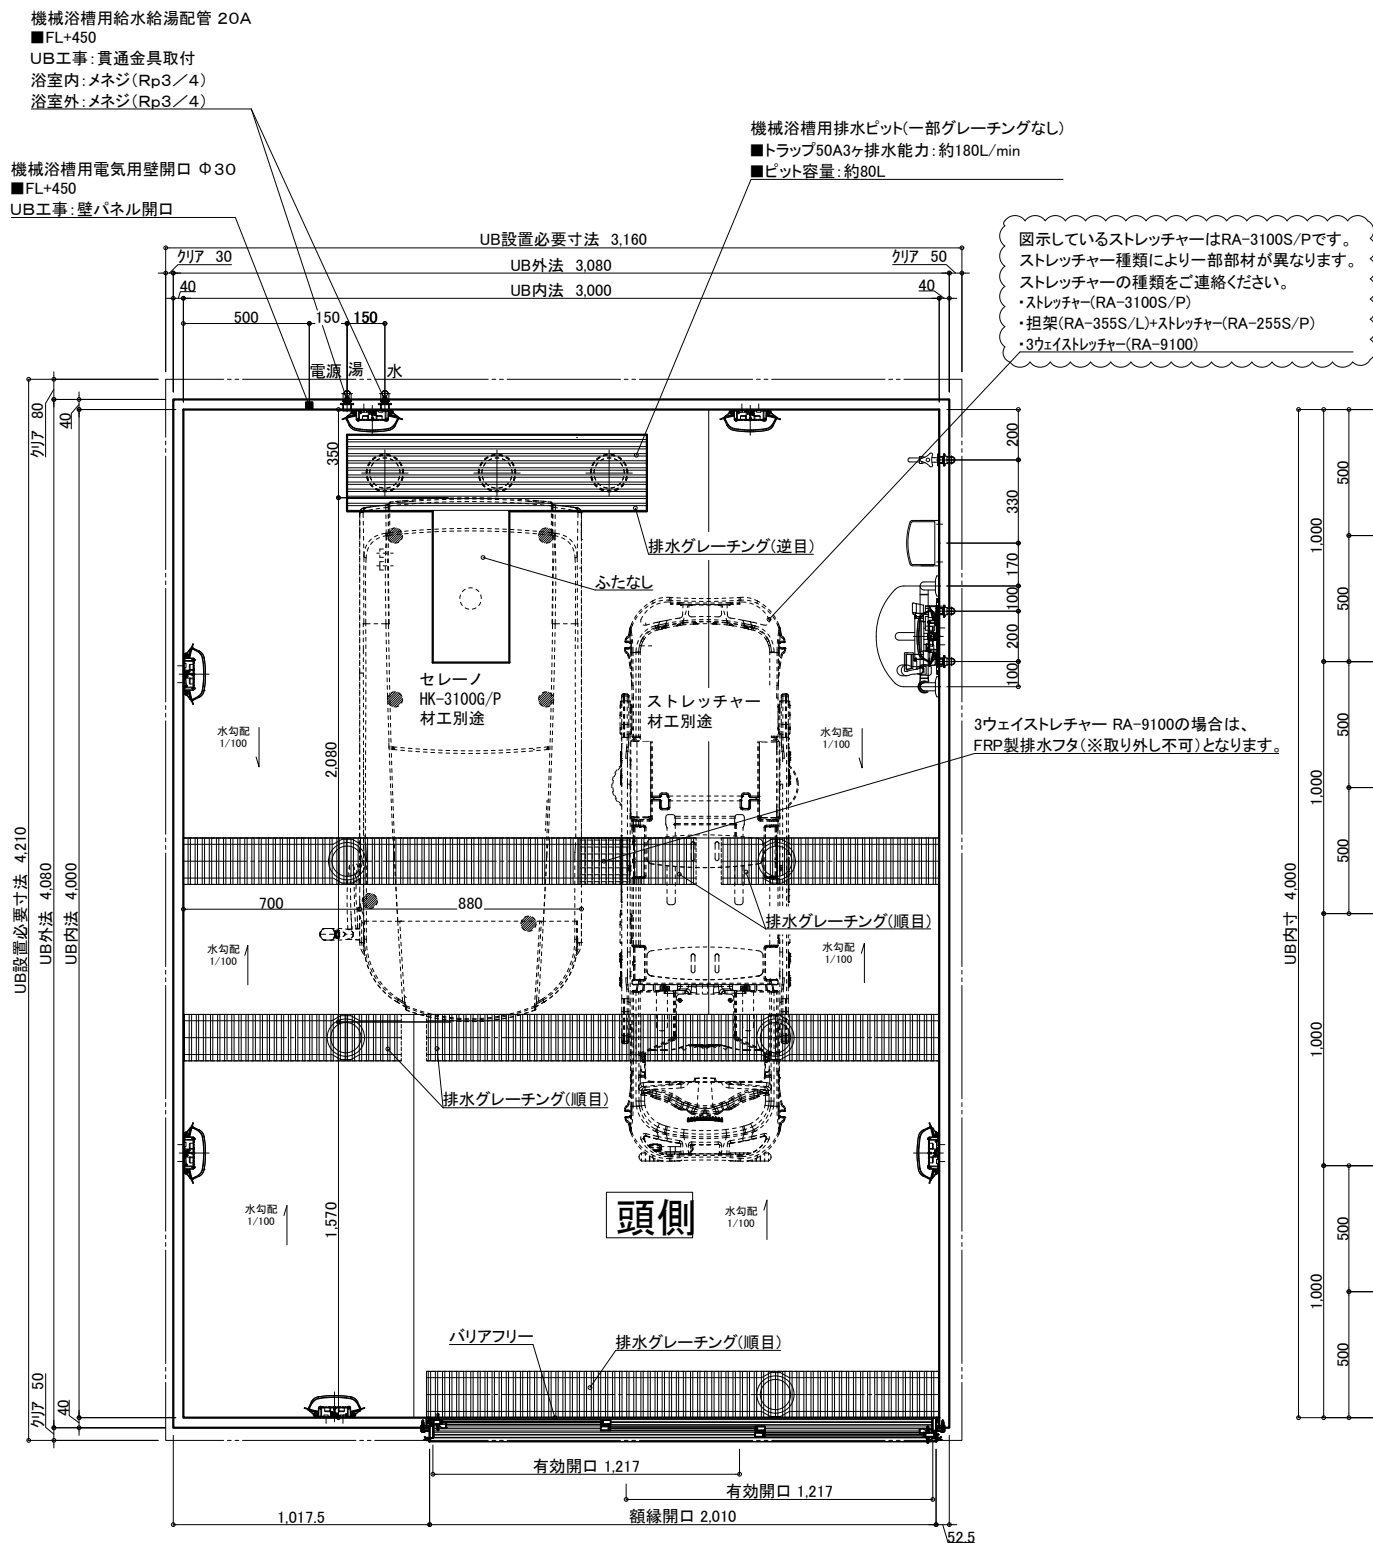 機械浴槽用給水給湯配管 20A
■FL+450
UB工事：貫通金具取付
浴室内：メネジ(Rp3／4)
浴室外：メネジ(Rp3／4)
機械浴槽用電気用壁開口 Φ30
■FL+450
UB工事：壁パネル開口
機械浴槽用排水ピット(一部グレーチングなし)
■トラップ50A3ヶ排水能力：約180L/min
■ピット容量：約80L
図示しているストレッチャーはRA-3100S/Pです。
ストレッチャー種類により一部部材が異なります。
ストレッチャーの種類をご連絡ください。
・ストレッチャー(RA-3100S/P)
・担架(RA-355S/L)+ストレッチャー(RA-255S/P)
・3ウェイストレッチャー(RA-9100)
UB設置必要寸法 3,160
クリア 30
UB外法 3,080
クリア 50
40
UB内法 3,000
40
500
150
150
電源
湯
水
クリア 80
40
350
200
330
170
100
200
100
500
1,000
500
500
1,000
500
1,000
500
1,000
500
UB内寸 4,000
排水グレーチング(逆目)
ふたなし
セレーノ
HK-3100G/P
材工別途
ストレッチャー
材工別途
水勾配
1/100
水勾配
1/100
3ウェイストレチャー RA-9100の場合は、
FRP製排水フタ(※取り外し不可)となります。
2,080
UB設置必要寸法 4,210
UB外法 4,080
UB内法 4,000
700
880
排水グレーチング(順目)
水勾配
1/100
水勾配
1/100
排水グレーチング(順目)
頭側
水勾配
1/100
水勾配
1/100
1,570
バリアフリー
排水グレーチング(順目)
クリア 50
40
有効開口 1,217
有効開口 1,217
1,017.5
額縁開口 2,010
52.5